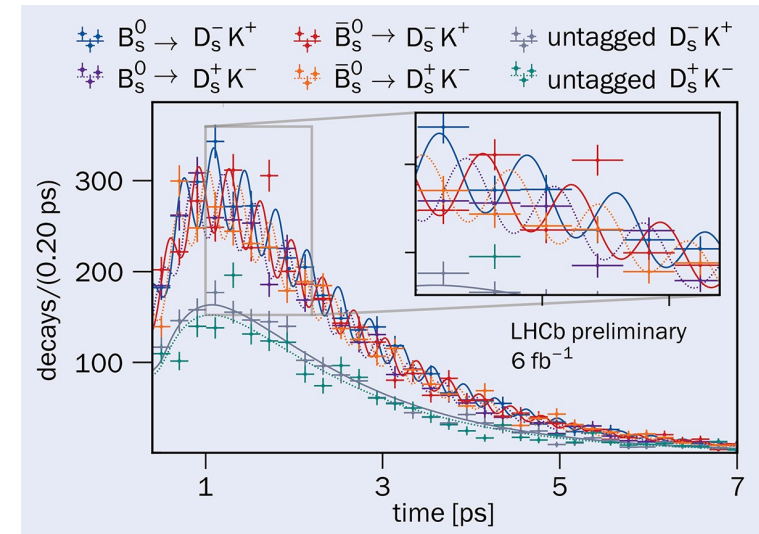 B⁰ₛ → D⁻ₛ K⁺ B̄⁰ₛ → D⁻ₛ K⁺ untagged D⁻ₛ K⁺
B⁰ₛ → D⁺ₛ K⁻ B̄⁰ₛ → D⁺ₛ K⁻ untagged D⁺ₛ K⁻
decays/(0.20 ps)
300
200
100
LHCb preliminary
6 fb⁻¹
1 3 5 7
time [ps]